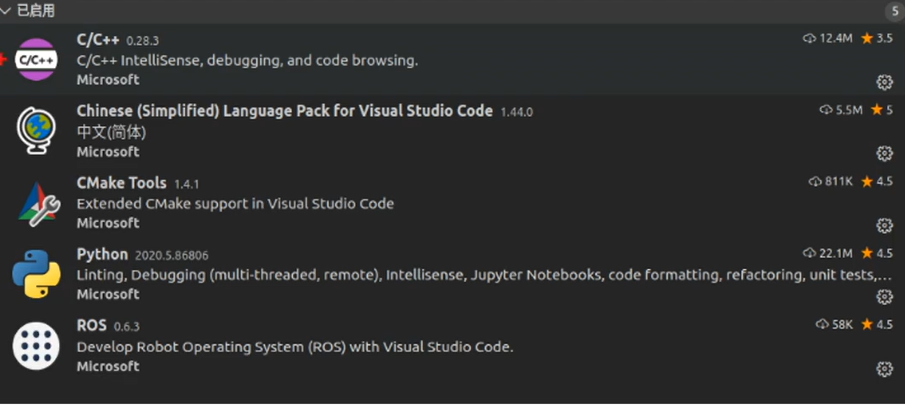 已启用 5
C/C++ 0.28.3 12.4M 3.5
C/C++
C/C++ IntelliSense, debugging, and code browsing.
Microsoft
Chinese (Simplified) Language Pack for Visual Studio Code 1.44.0 5.5M 5
中文(简体)
Microsoft
CMake Tools 1.4.1 811K 4.5
Extended CMake support in Visual Studio Code
Microsoft
Python 2020.5.86806 22.1M 4.5
Linting, Debugging (multi-threaded, remote), Intellisense, Jupyter Notebooks, code formatting, refactoring, unit tests,...
Microsoft
ROS 0.6.3 58K 4.5
Develop Robot Operating System (ROS) with Visual Studio Code.
Microsoft